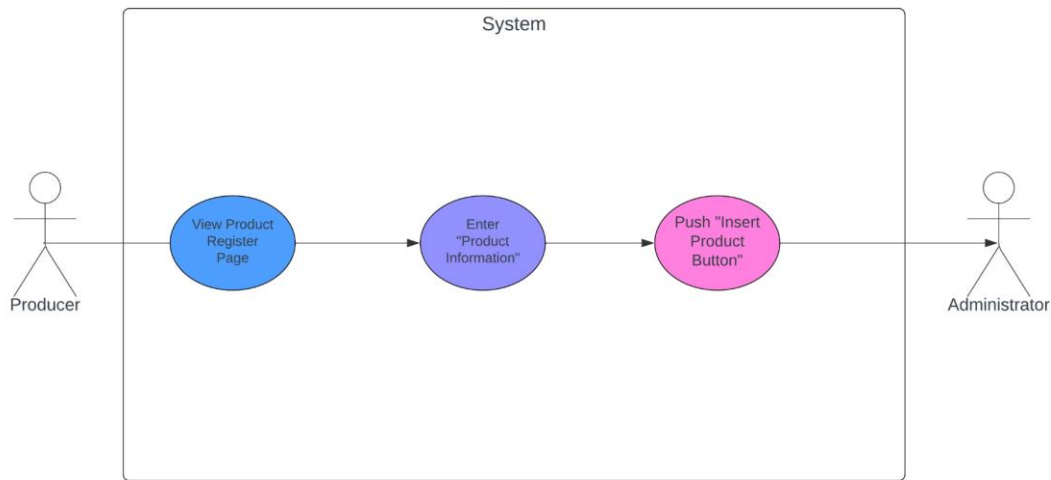 System
View Product
Register
Page
Enter
"Product
Information"
Push "Insert
Product
Button"
Producer
Administrator